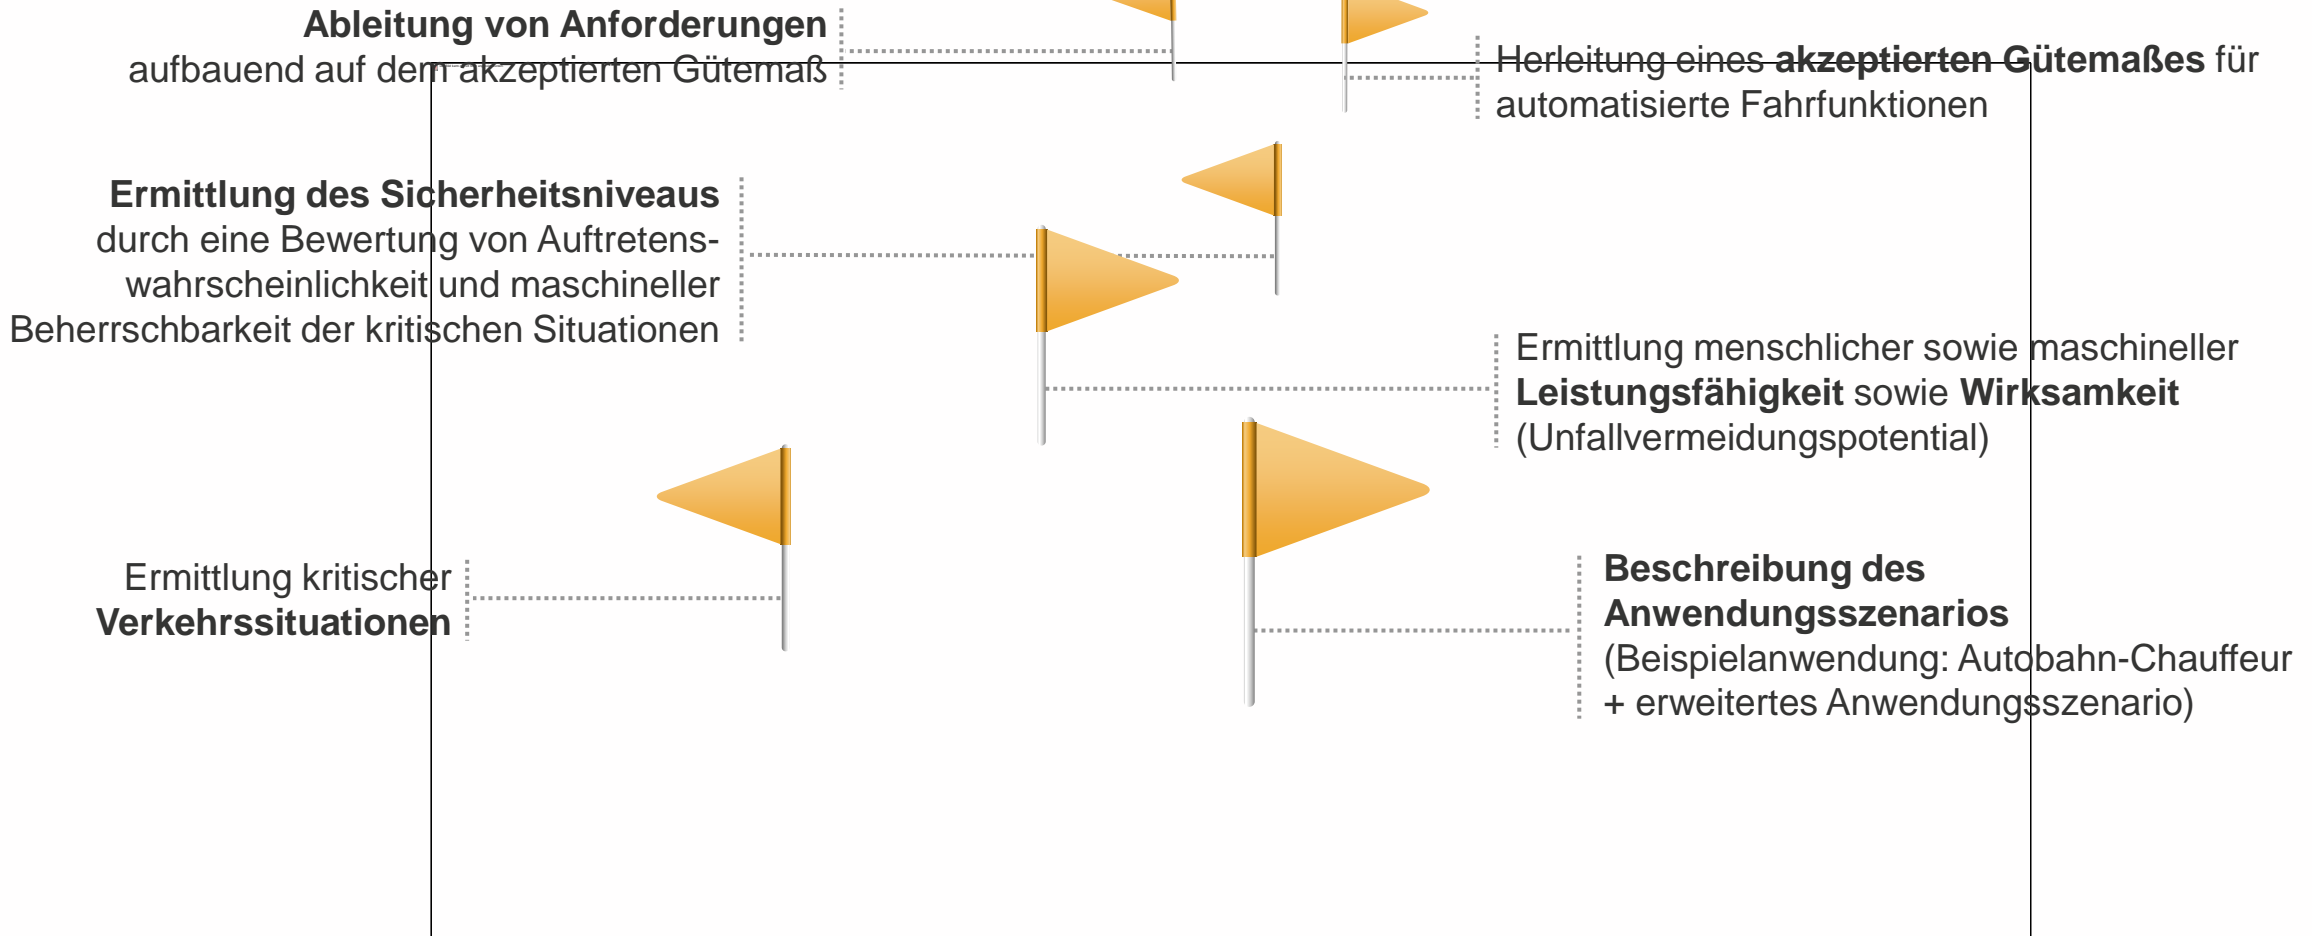 Ableitung von Anforderungen
aufbauend auf dem akzeptierten Gütemaß
Herleitung eines akzeptierten Gütemaßes für
automatisierte Fahrfunktionen
Ermittlung des Sicherheitsniveaus
durch eine Bewertung von Auftretens-
wahrscheinlichkeit und maschineller
Beherrschbarkeit der kritischen Situationen
Ermittlung menschlicher sowie maschineller
Leistungsfähigkeit sowie Wirksamkeit
(Unfallvermeidungspotential)
Ermittlung kritischer
Verkehrssituationen
Beschreibung des
Anwendungsszenarios
(Beispielanwendung: Autobahn-Chauffeur
+ erweitertes Anwendungsszenario)